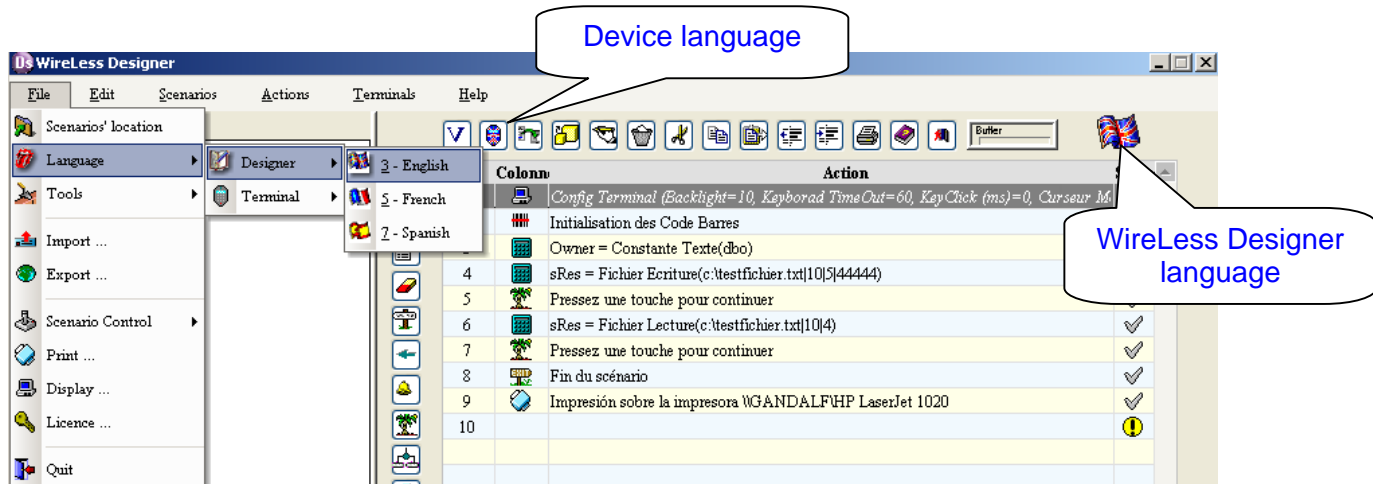 Device language
Ds WireLess Designer
File Edit Scenarios Actions Terminals Help
Scenarios' location
Language
Designer
3 - English
Terminal
5 - French
7 - Spanish
Tools
Import ...
Export ...
Scenario Control
Print ...
Display ...
Licence ...
Quit
Buffer
Colonn Action
Config Terminal (Backlight=10, Keyborad TimeOut=60, KeyClick (ms)=0, Curseur M
Initialisation des Code Barres
Owner = Constante Texte(dbo)
4 sRes = Fichier Ecriture(c:\testfichier.txt|10|5|44444)
5 Pressez une touche pour continuer
6 sRes = Fichier Lecture(c:\testfichier.txt|10|4)
7 Pressez une touche pour continuer
8 Fin du scénario
9 Impresión sobre la impresora \\GANDALF\HP LaserJet 1020
10
WireLess Designer
language